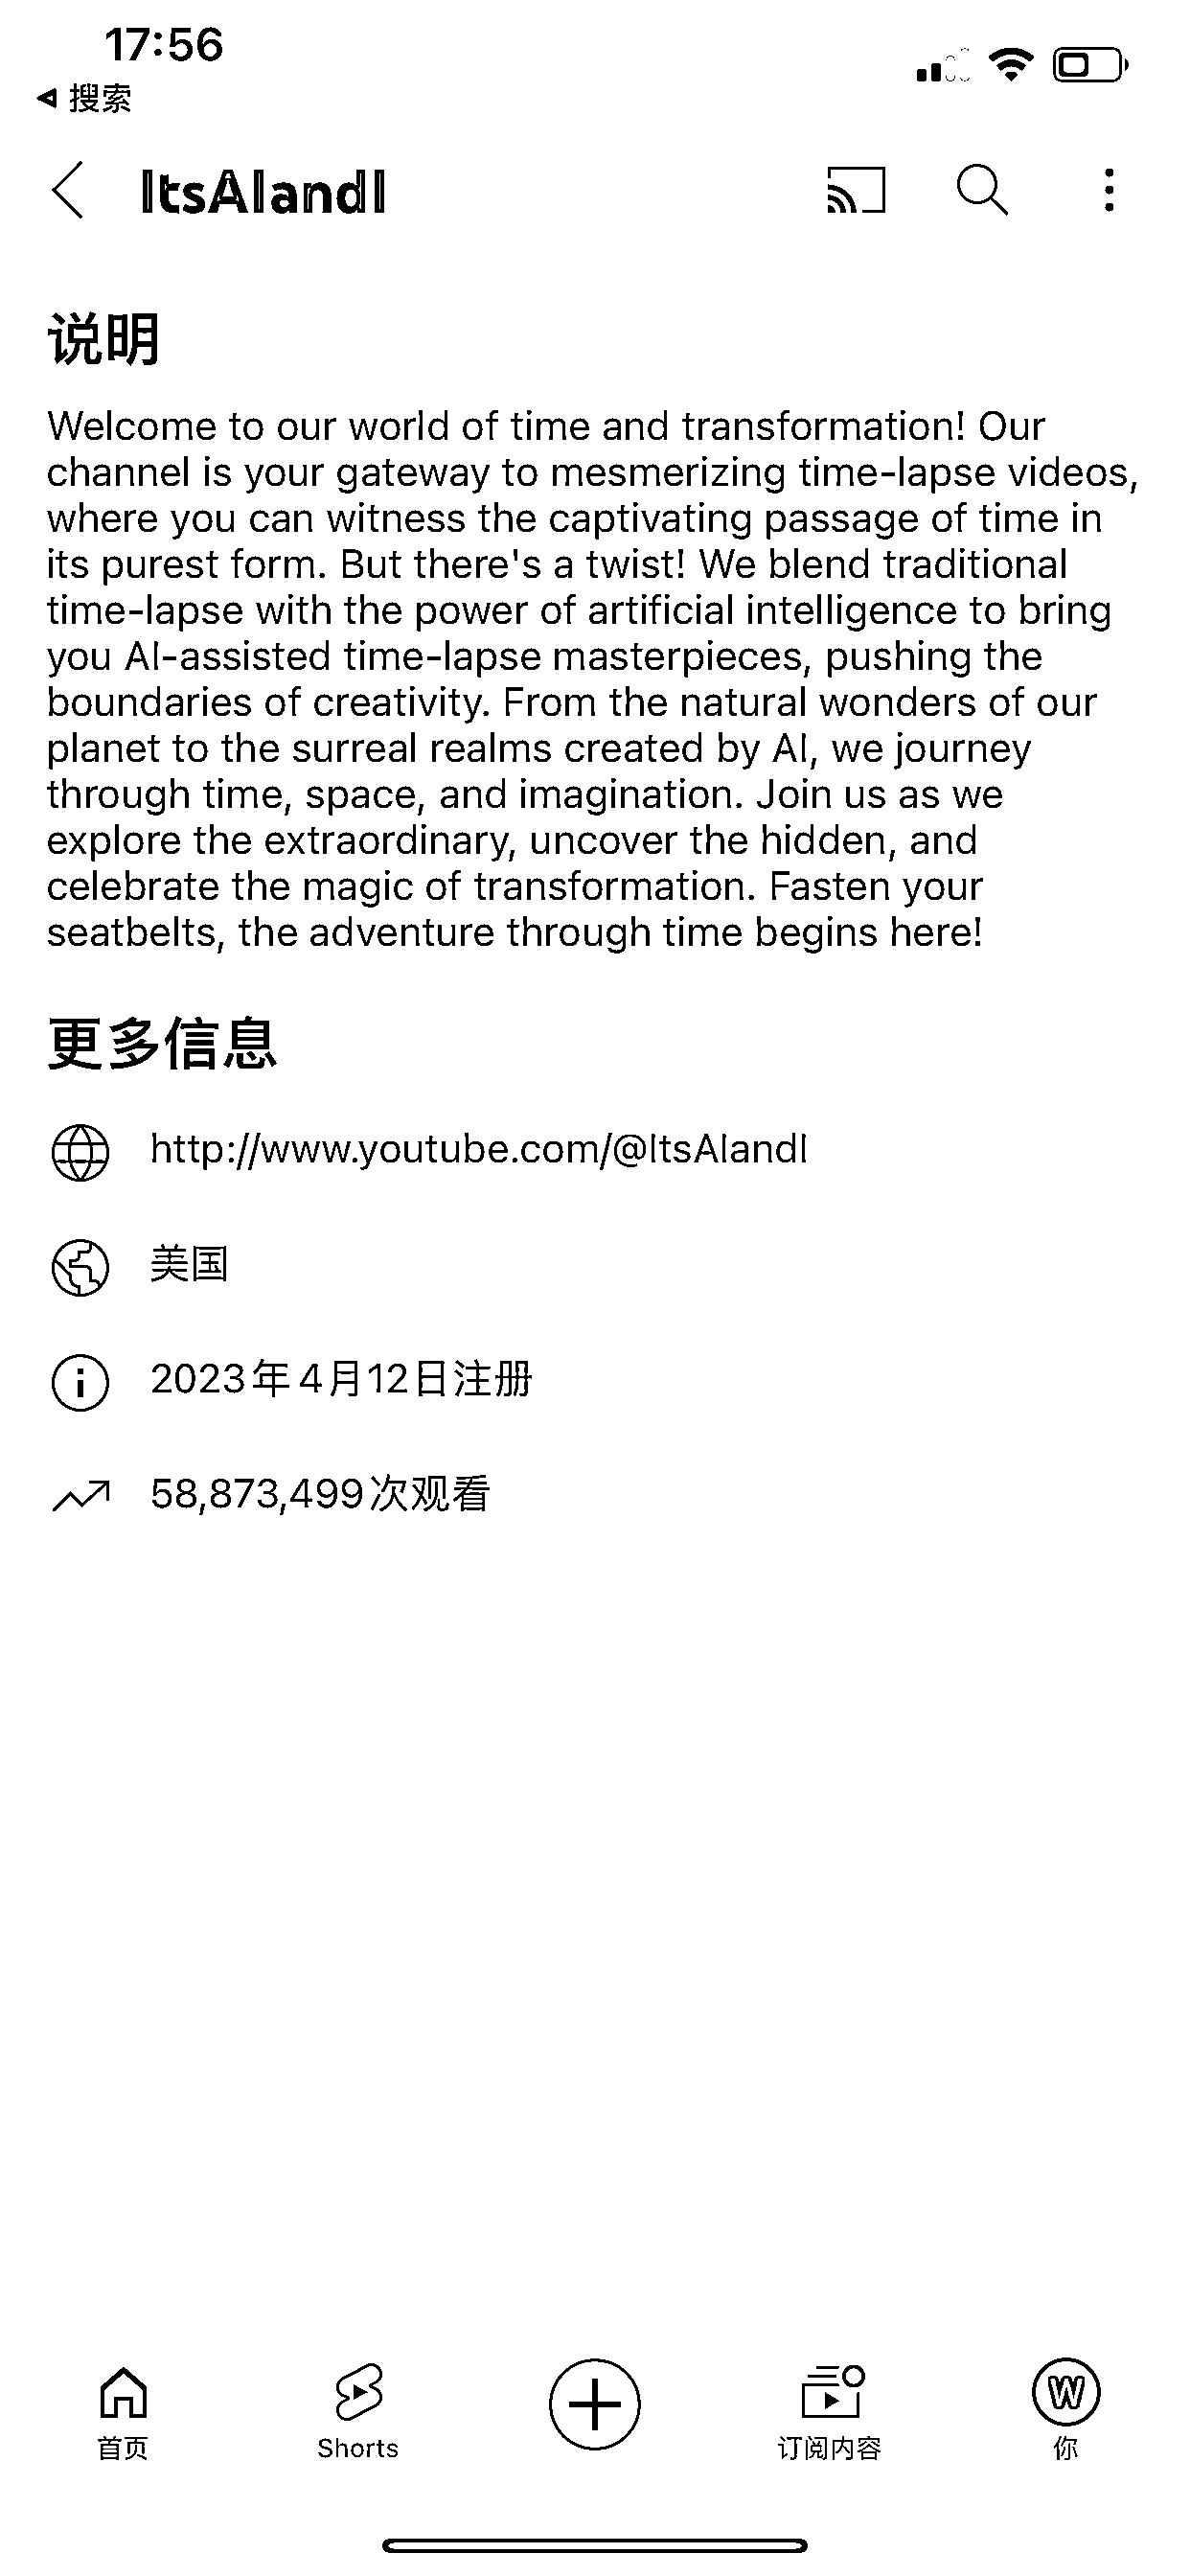 17:56
搜索
ItsAIandI
说明
Welcome to our world of time and transformation! Our
channel is your gateway to mesmerizing time-lapse videos,
where you can witness the captivating passage of time in
its purest form. But there's a twist! We blend traditional
time-lapse with the power of artificial intelligence to bring
you AI-assisted time-lapse masterpieces, pushing the
boundaries of creativity. From the natural wonders of our
planet to the surreal realms created by AI, we journey
through time, space, and imagination. Join us as we
explore the extraordinary, uncover the hidden, and
celebrate the magic of transformation. Fasten your
seatbelts, the adventure through time begins here!
更多信息
http://www.youtube.com/@ItsAIandI
美国
2023年4月12日注册
58,873,499次观看
首页
Shorts
订阅内容
W
你